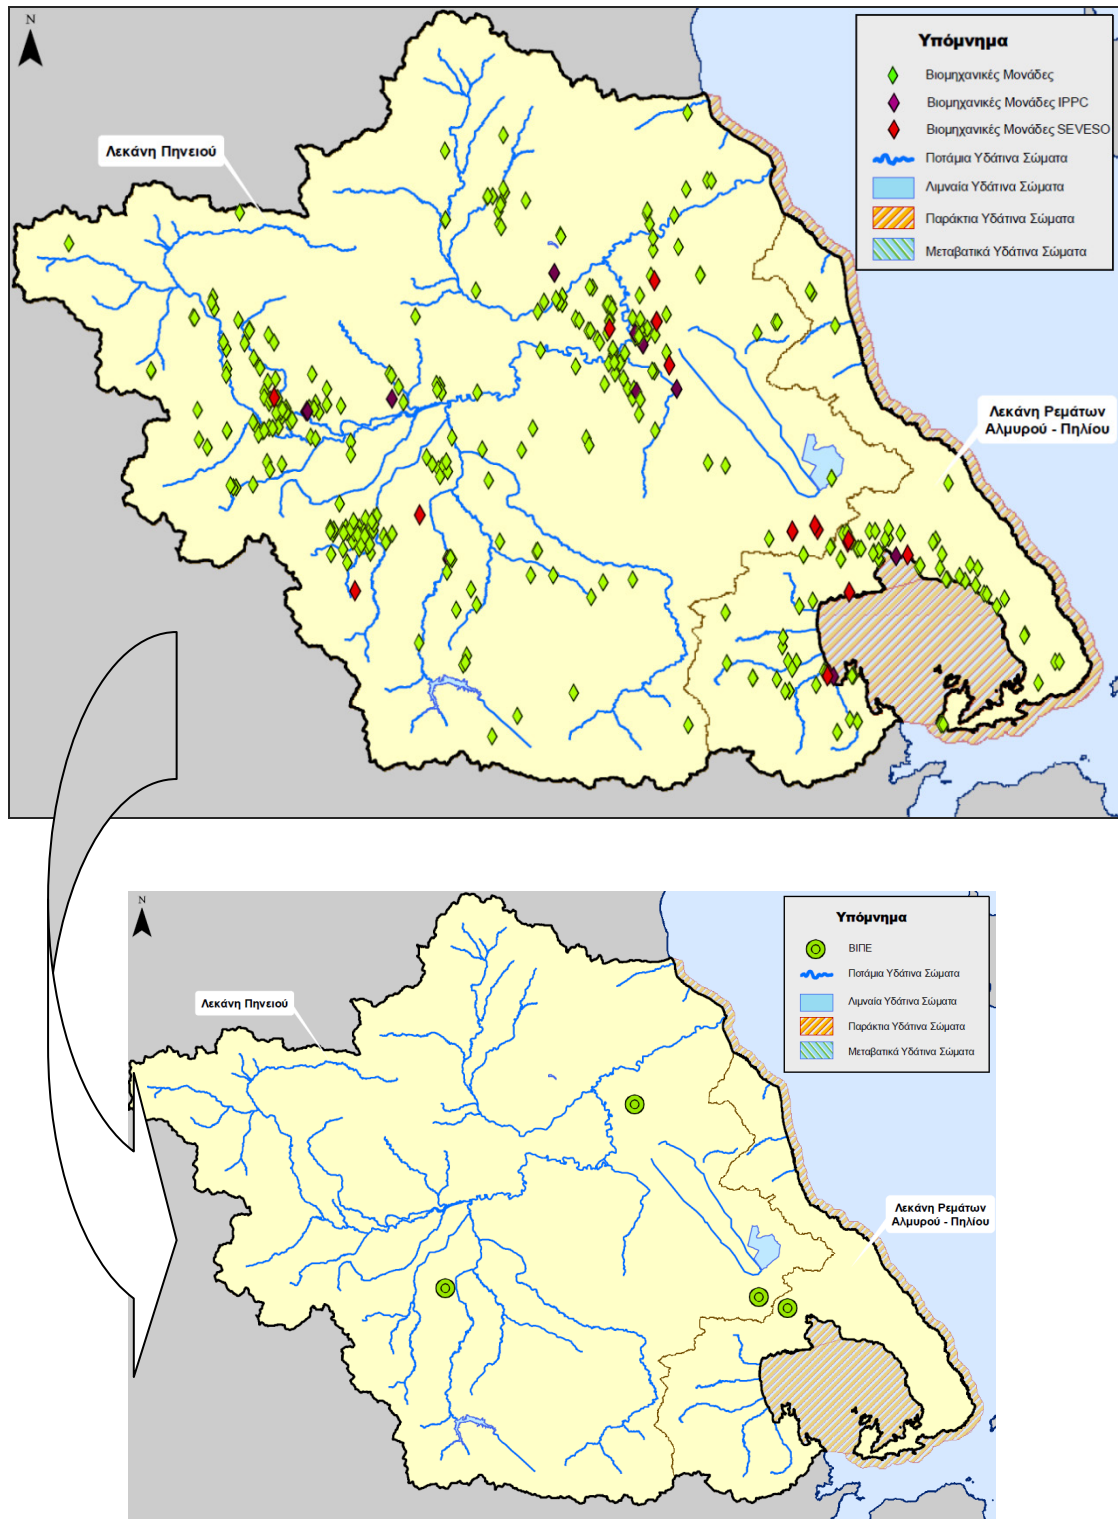 N
Υπόμνημα
Βιομηχανικές Μονάδες
Βιομηχανικές Μονάδες IPPC
Βιομηχανικές Μονάδες SEVESO
Ποτάμια Υδάτινα Σώματα
Λιμναία Υδάτινα Σώματα
Παράκτια Υδάτινα Σώματα
Μεταβατικά Υδάτινα Σώματα
Λεκάνη Πηνειού
Λεκάνη Ρεμάτων
Αλμυρού - Πηλίου
N
Υπόμνημα
ΒΙΠΕ
Ποτάμια Υδάτινα Σώματα
Λιμναία Υδάτινα Σώματα
Παράκτια Υδάτινα Σώματα
Μεταβατικά Υδάτινα Σώματα
Λεκάνη Πηνειού
Λεκάνη Ρεμάτων
Αλμυρού - Πηλίου